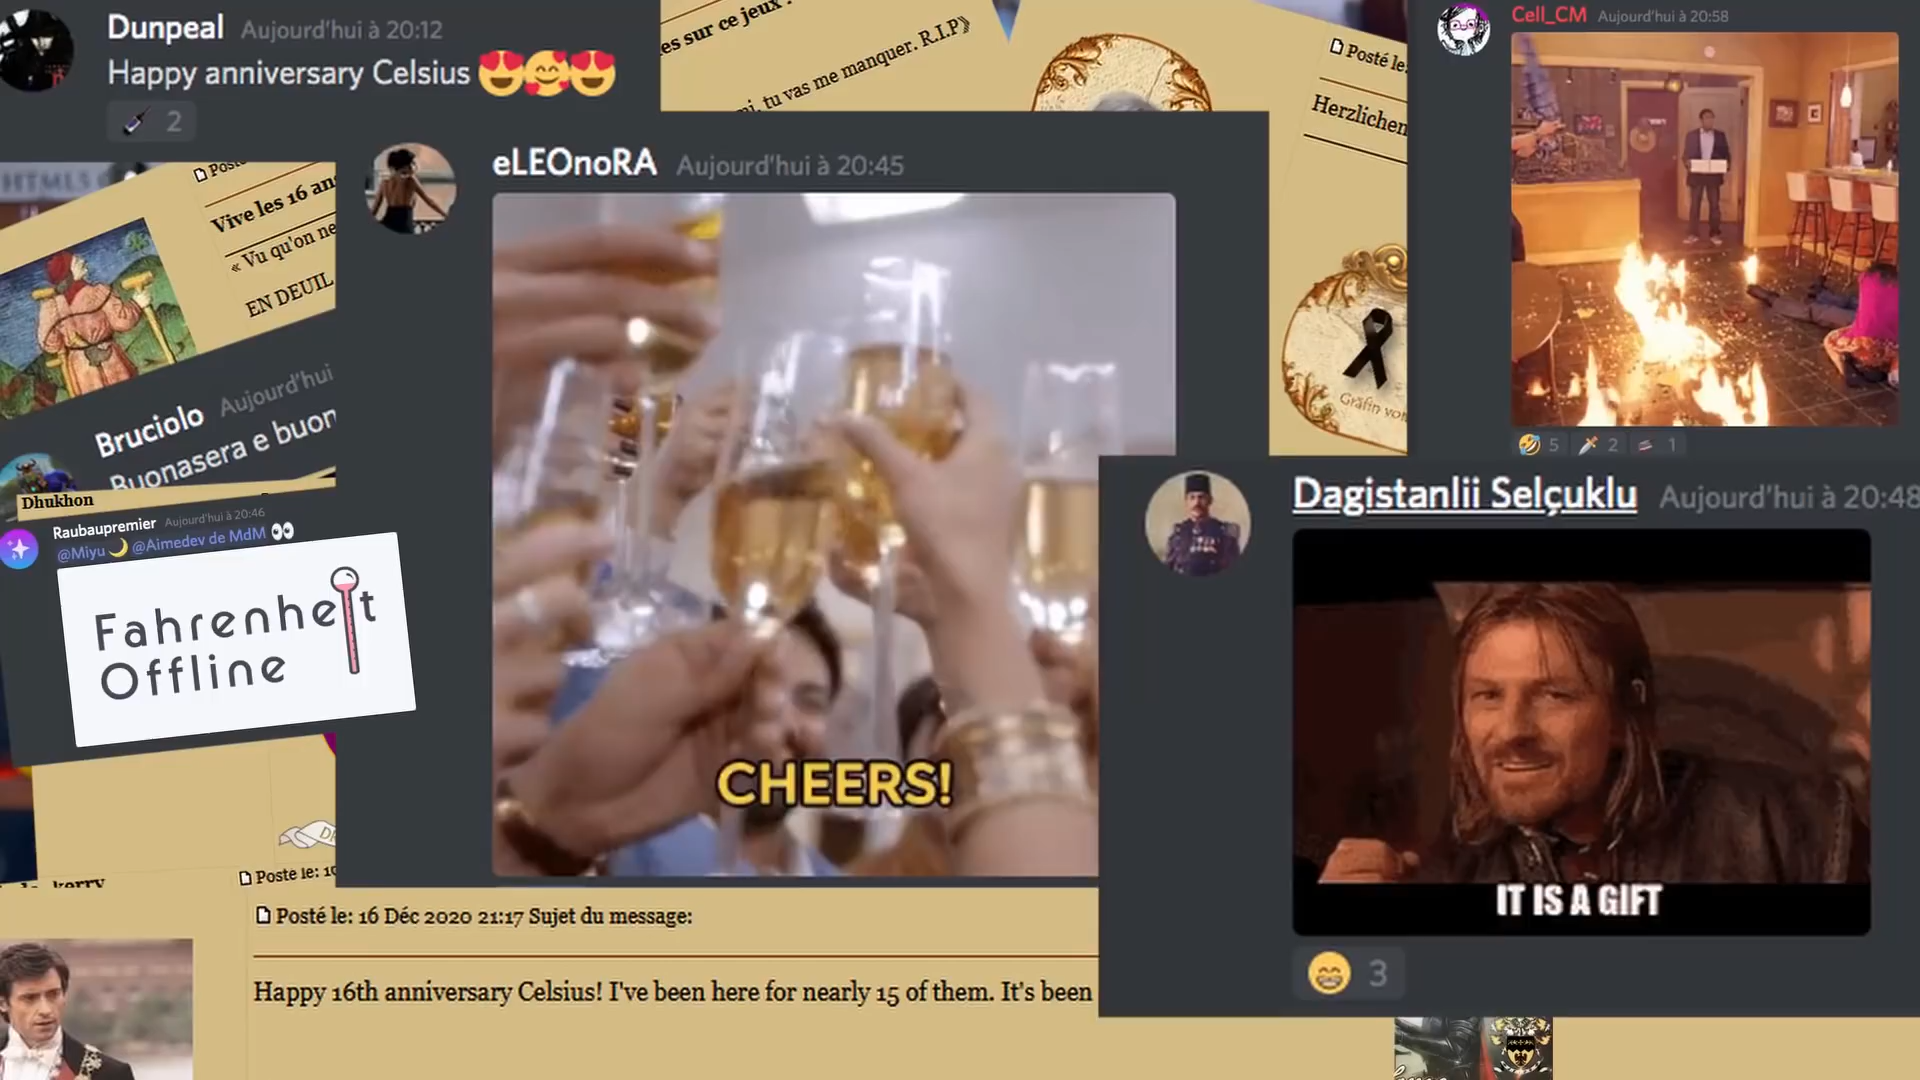 Dunpeal Aujourd'hui à 20:12
Happy anniversary Celsius
2
es sur ce jeux
, tu vas me manquer. R.I.P》
Posté le:
Herzlichen
Cell_CM Aujourd'hui à 20:58
5 2 1
HTML5
Posté
Vive les 16 ans
« Vu qu'on ne
EN DEUIL
eLEOnoRA Aujourd'hui à 20:45
CHEERS!
Gräfin von
Bruciolo Aujourd'hui
Buonasera e buon
Dhukhon
Raubaupremier Aujourd'hui à 20:46
@Miyu @Aimedev de MdM
Fahrenheit
Offline
Dagistanlii Selçuklu Aujourd'hui à 20:48
IT IS A GIFT
3
kerry
Posté le: 10
Posté le: 16 Déc 2020 21:17 Sujet du message:
Happy 16th anniversary Celsius! I've been here for nearly 15 of them. It's been